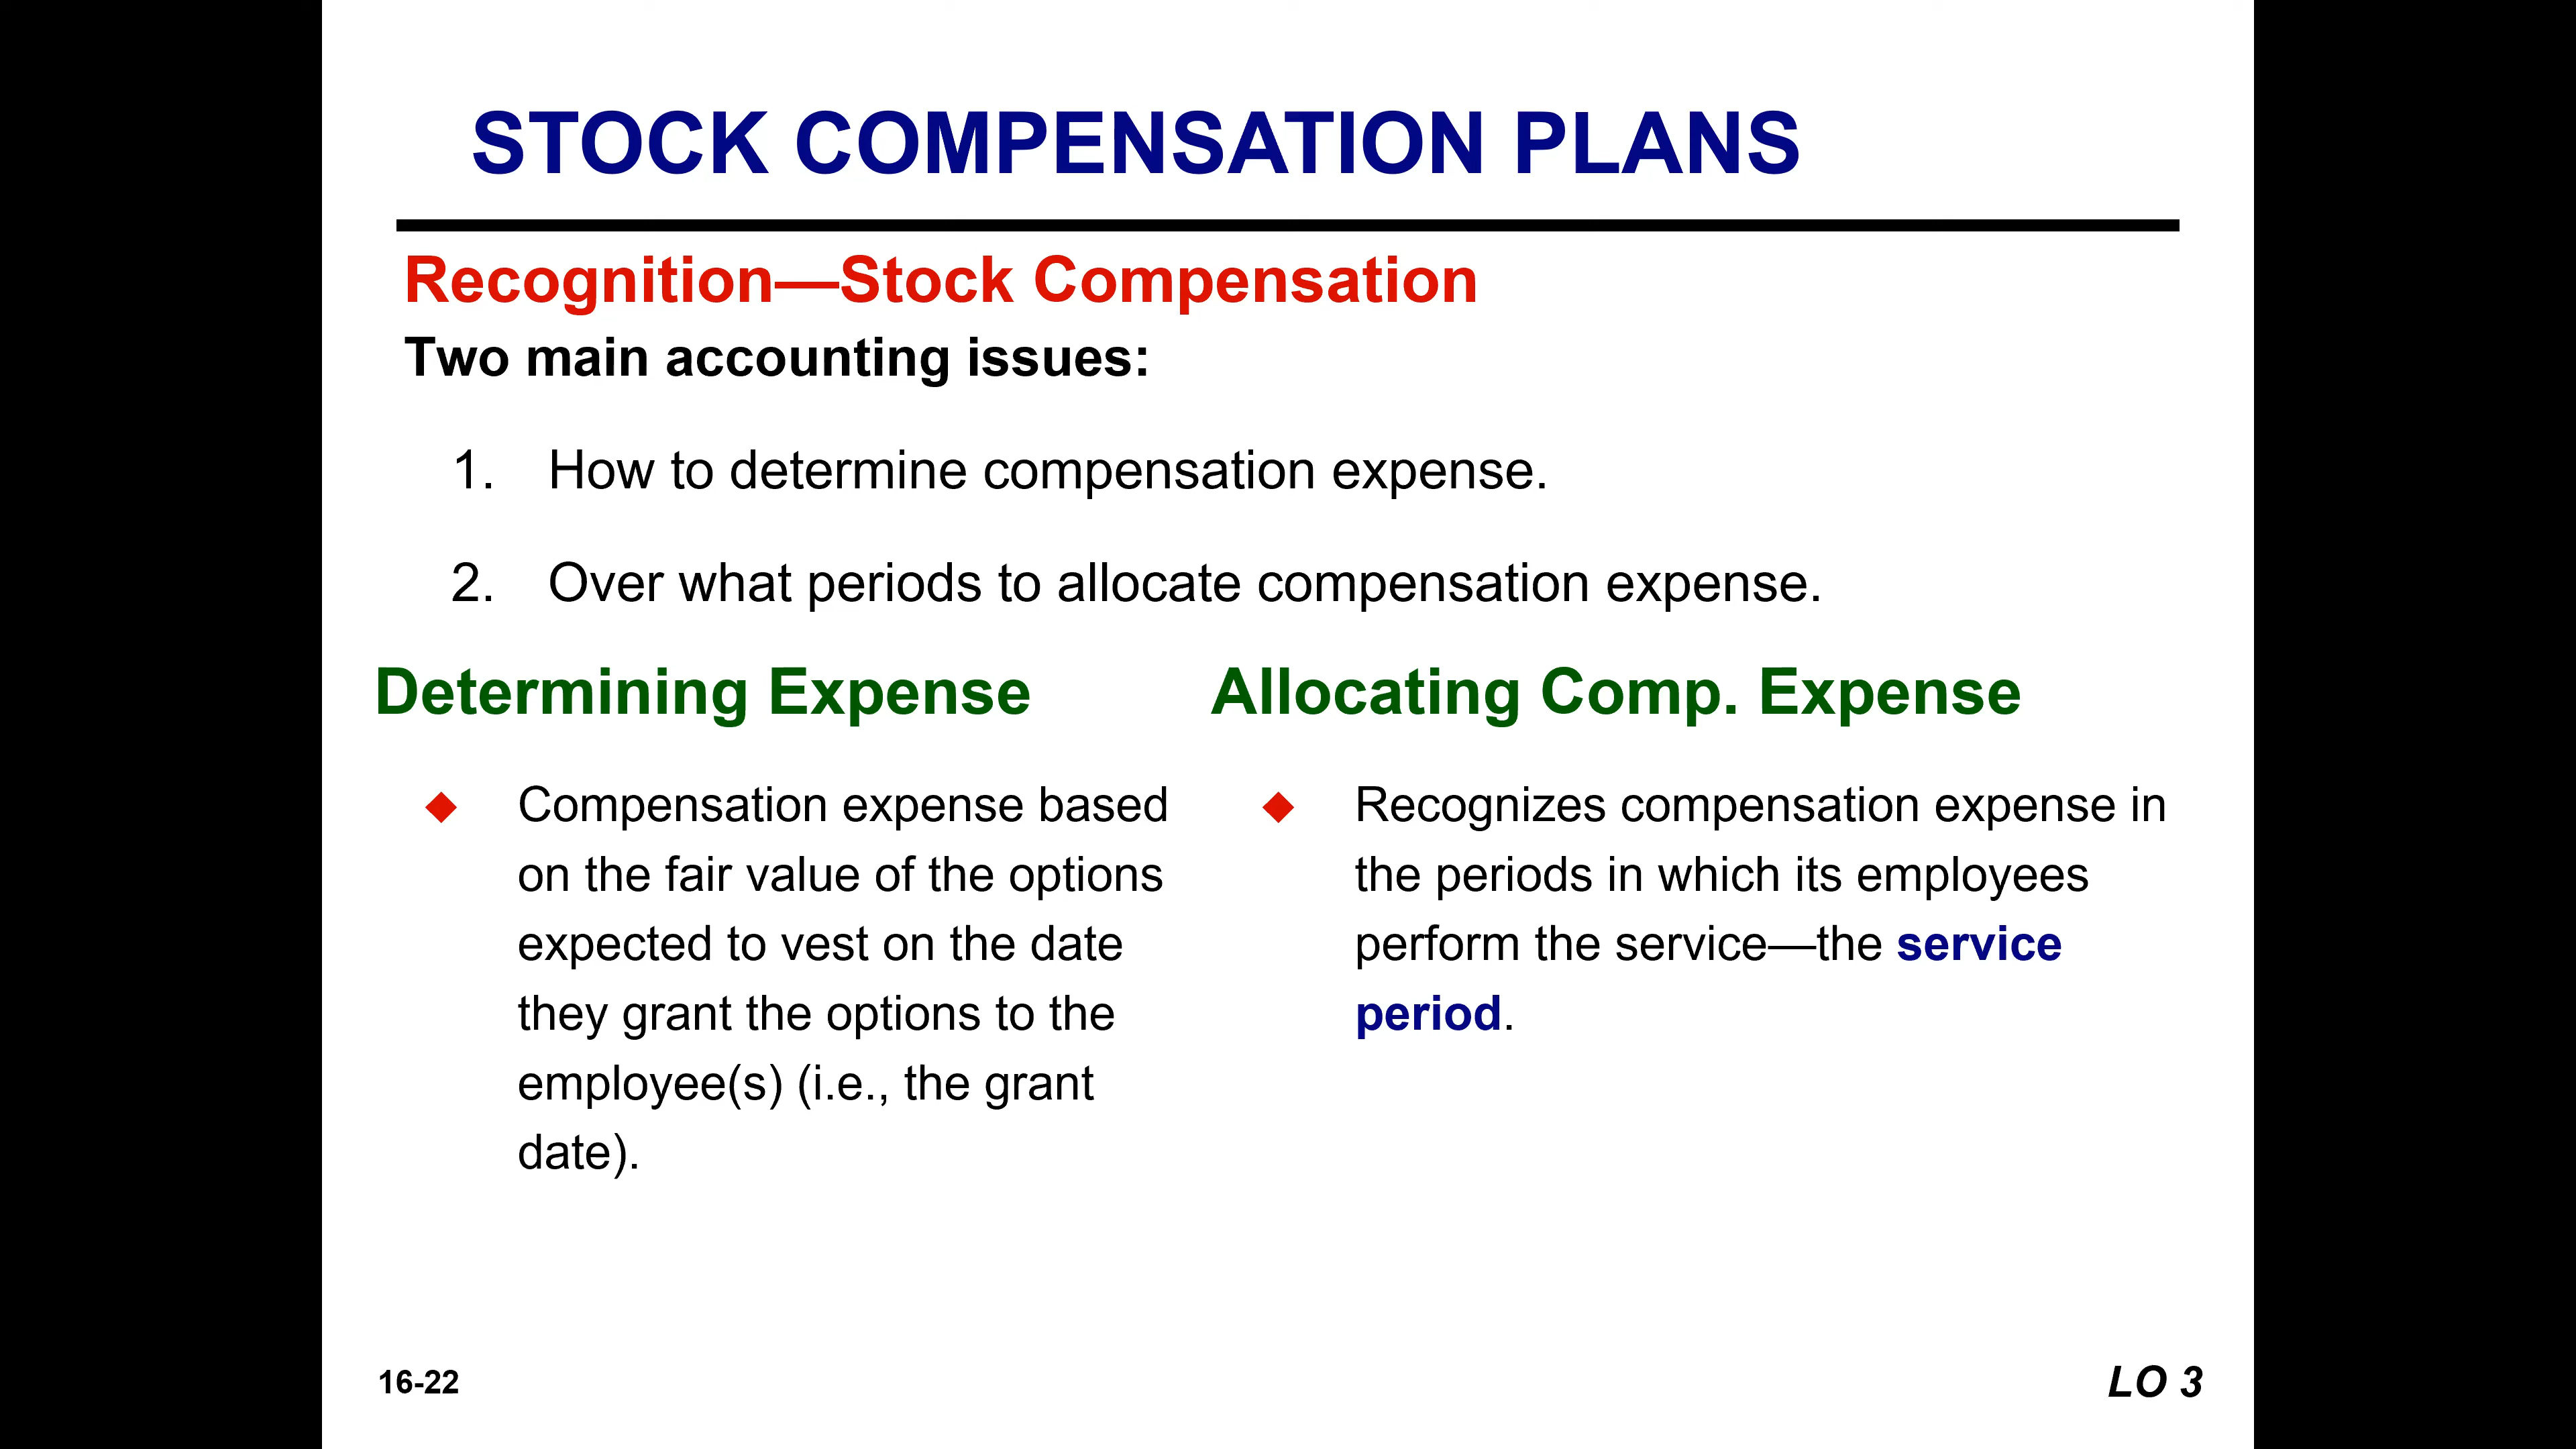 STOCK COMPENSATION PLANS
Recognition—Stock Compensation
Two main accounting issues:
1. How to determine compensation expense.
2. Over what periods to allocate compensation expense.
Determining Expense
◆ Compensation expense based
on the fair value of the options
expected to vest on the date
they grant the options to the
employee(s) (i.e., the grant
date).
Allocating Comp. Expense
◆ Recognizes compensation expense in
the periods in which its employees
perform the service—the service
period.
16-22
LO 3